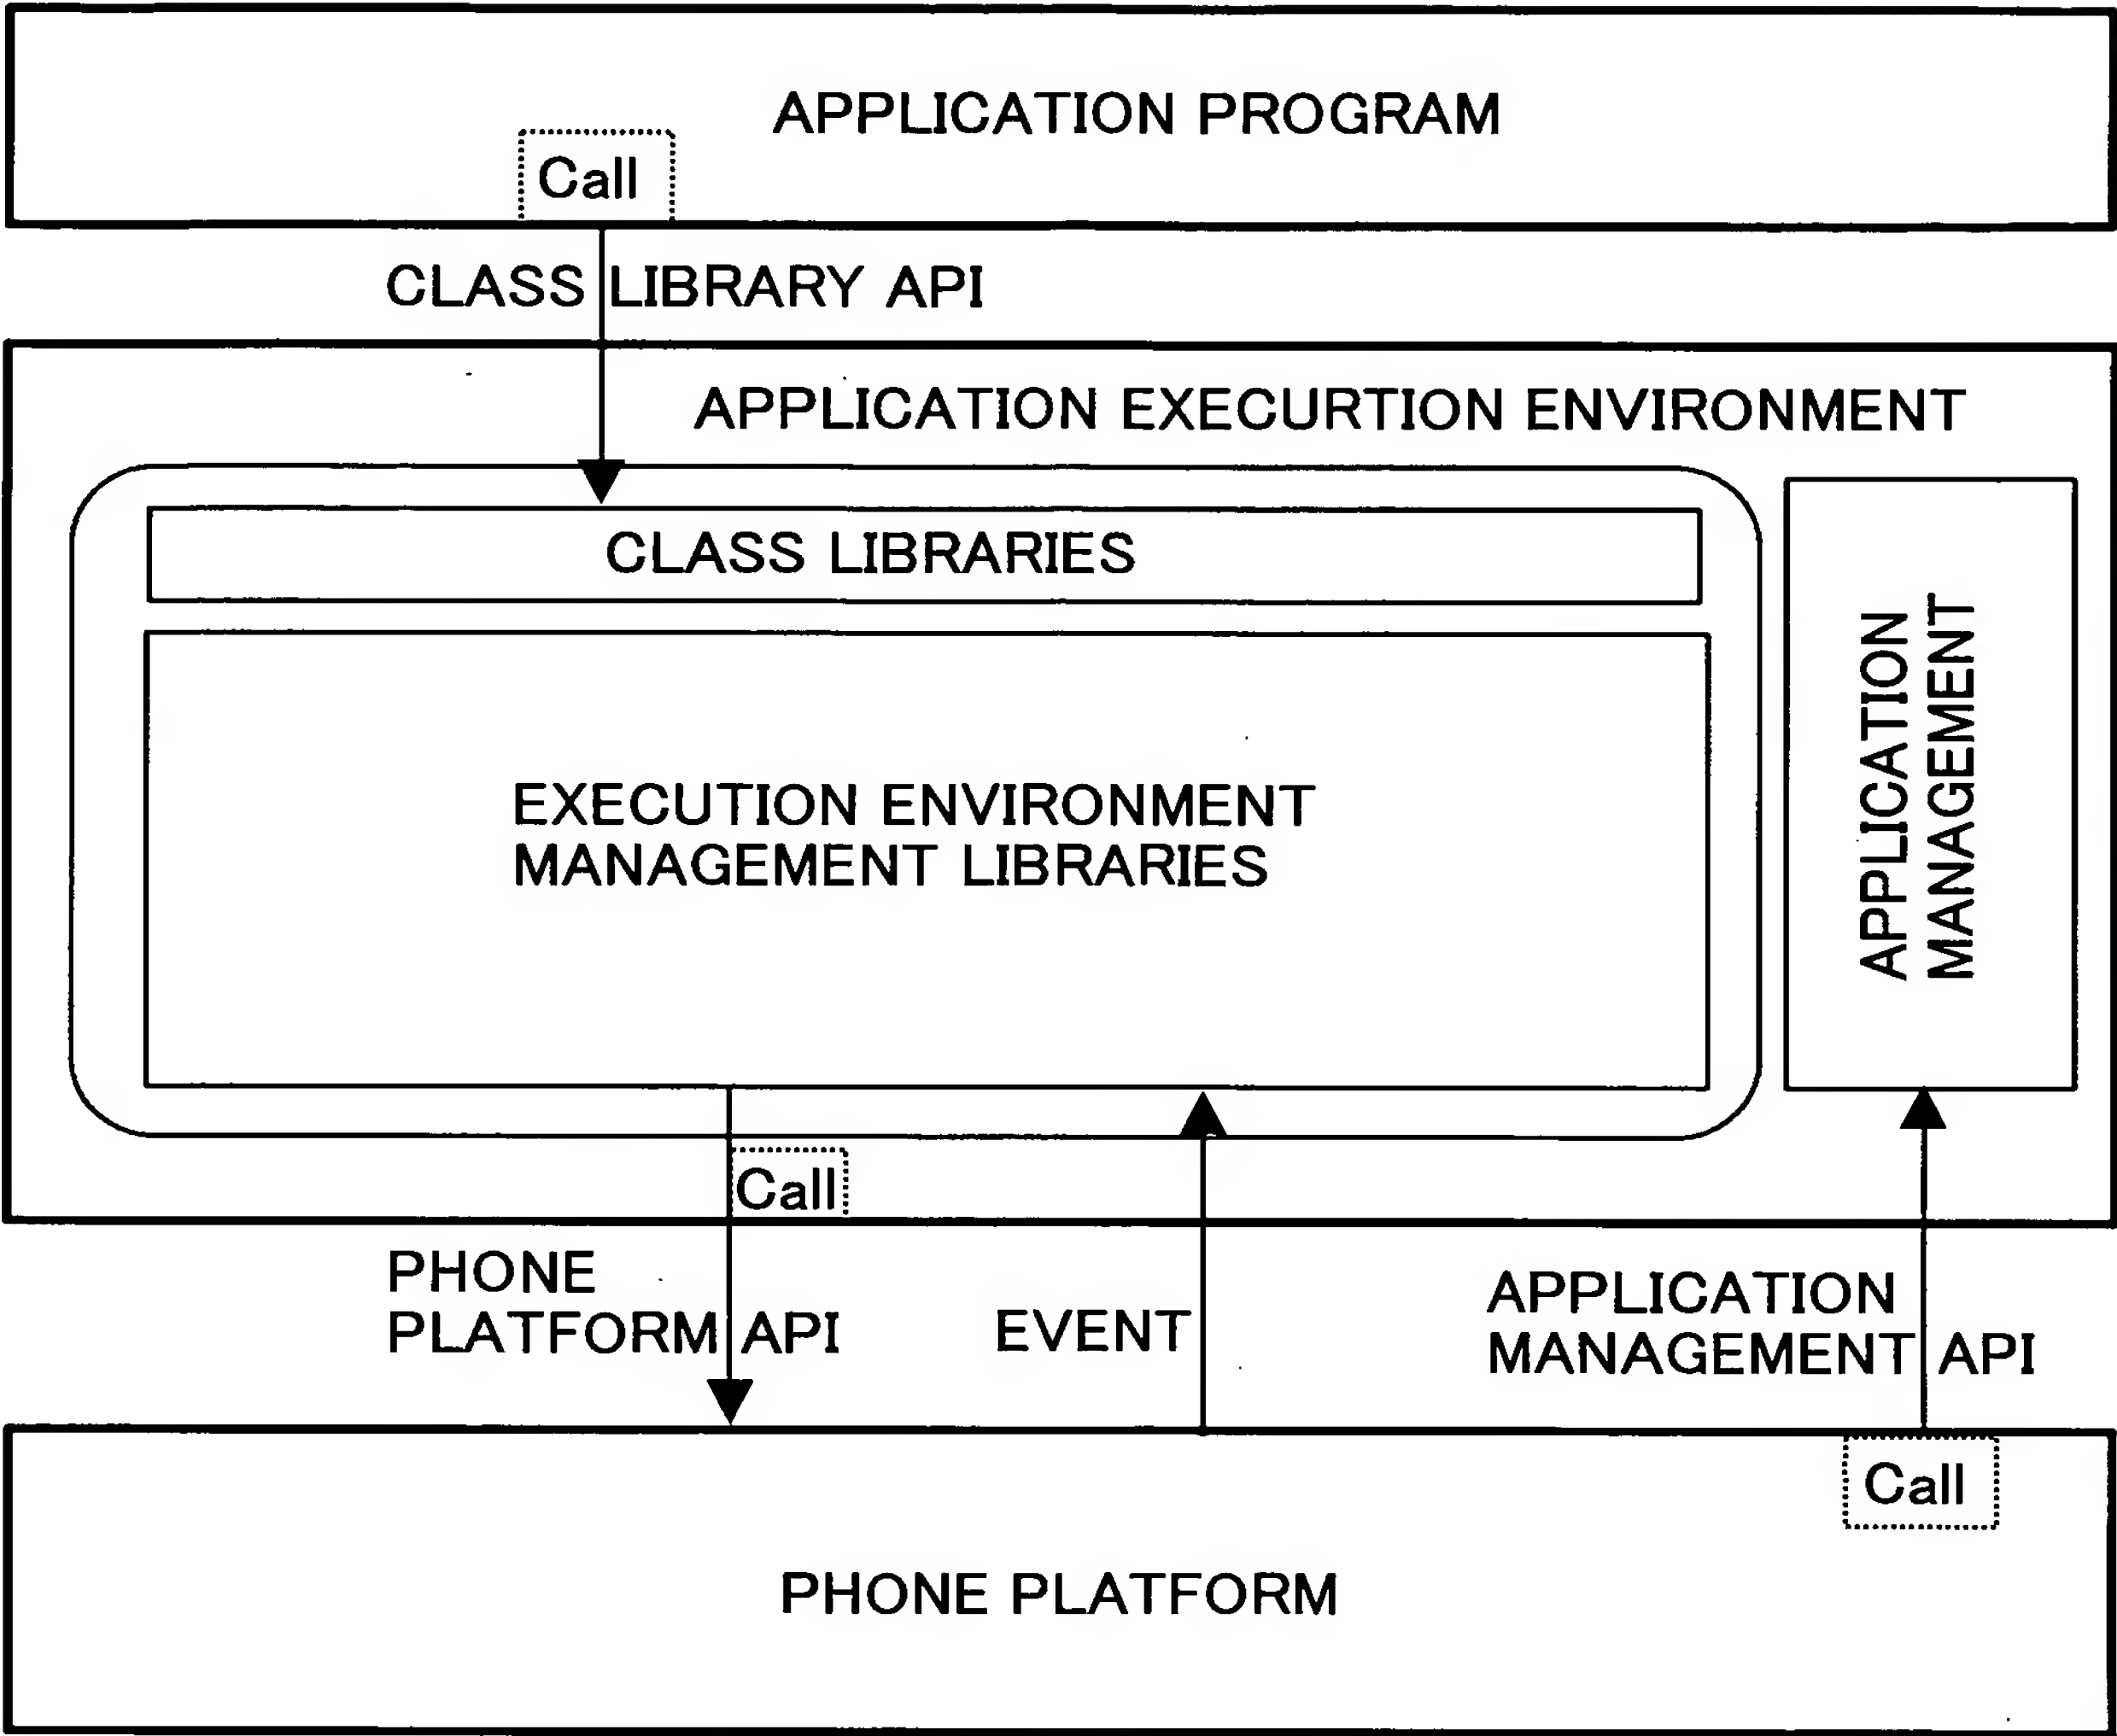 APPLICATION PROGRAM
Call
CLASS LIBRARY API
APPLICATION EXECURTION ENVIRONMENT
CLASS LIBRARIES
EXECUTION ENVIRONMENT
MANAGEMENT LIBRARIES
APPLICATION
MANAGEMENT
Call
PHONE
PLATFORM API
EVENT
APPLICATION
MANAGEMENT API
Call
PHONE PLATFORM